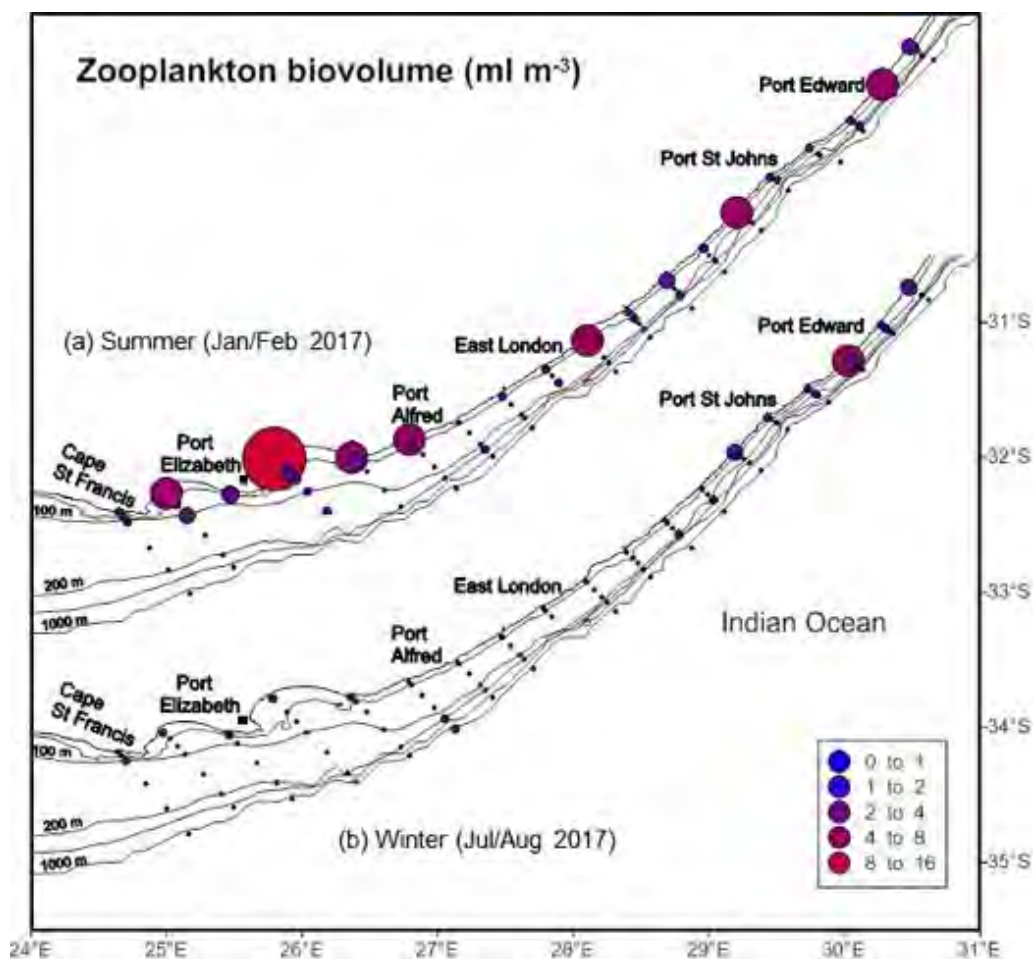 Zooplankton biovolume (ml m-3)
Port Edward
Port St Johns
(a) Summer (Jan/Feb 2017)
East London
Port
Alfred
Port
Elizabeth
Cape
St Francis
100 m
200 m
1000 m
Port Edward
Port St Johns
East London
Port
Alfred
Port
Elizabeth
Cape
St Francis
100 m
200 m
1000 m
(b) Winter (Jul/Aug 2017)
Indian Ocean
31°S
32°S
33°S
34°S
35°S
0 to 1
1 to 2
2 to 4
4 to 8
8 to 16
24°E
25°E
26°E
27°E
28°E
29°E
30°E
31°E